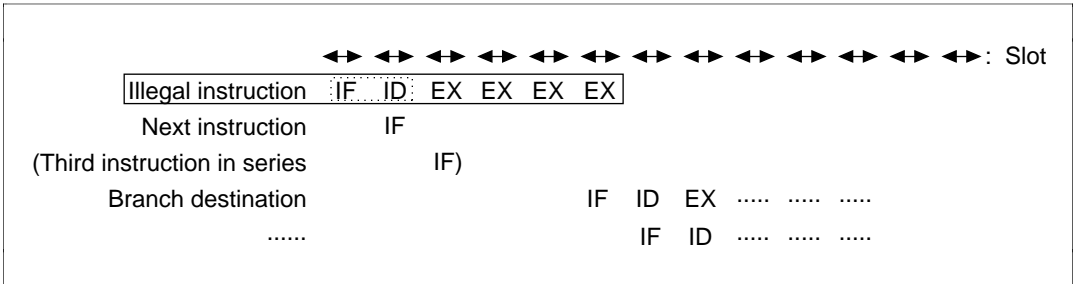 : Slot
Illegal instruction IF ID EX EX EX EX
Next instruction IF
(Third instruction in series IF)
Branch destination IF ID EX ..... ..... .....
...... IF ID ..... ..... .....